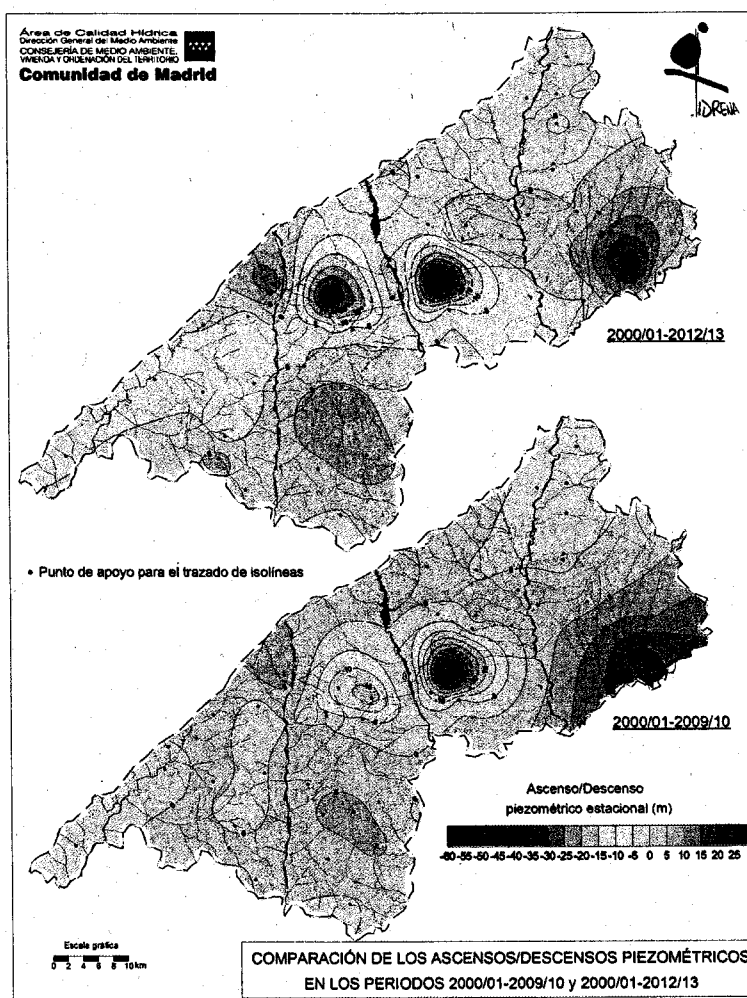 Área de Calidad Hídrica
Dirección General del Medio Ambiente
CONSEJERÍA DE MEDIO AMBIENTE,
VIVIENDA Y ORDENACIÓN DEL TERRITORIO
Comunidad de Madrid
IDRENA
2000/01-2012/13
• Punto de apoyo para el trazado de isolíneas
2000/01-2009/10
Ascenso/Descenso
piezométrico estacional (m)
-60 -55 -50 -45 -40 -35 -30 -25 -20 -15 -10 -5 0 5 10 15 20 25
Escala gráfica
0 2 4 6 8 10km
COMPARACIÓN DE LOS ASCENSOS/DESCENSOS PIEZOMÉTRICOS
EN LOS PERIODOS 2000/01-2009/10 y 2000/01-2012/13